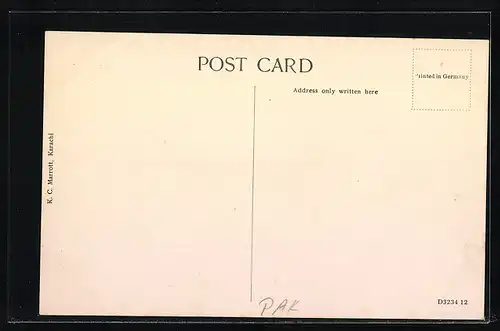 POST CARD
Printed in Germany
Address only written here
K. C. Marrott, Karachi
PAK
D3234 12